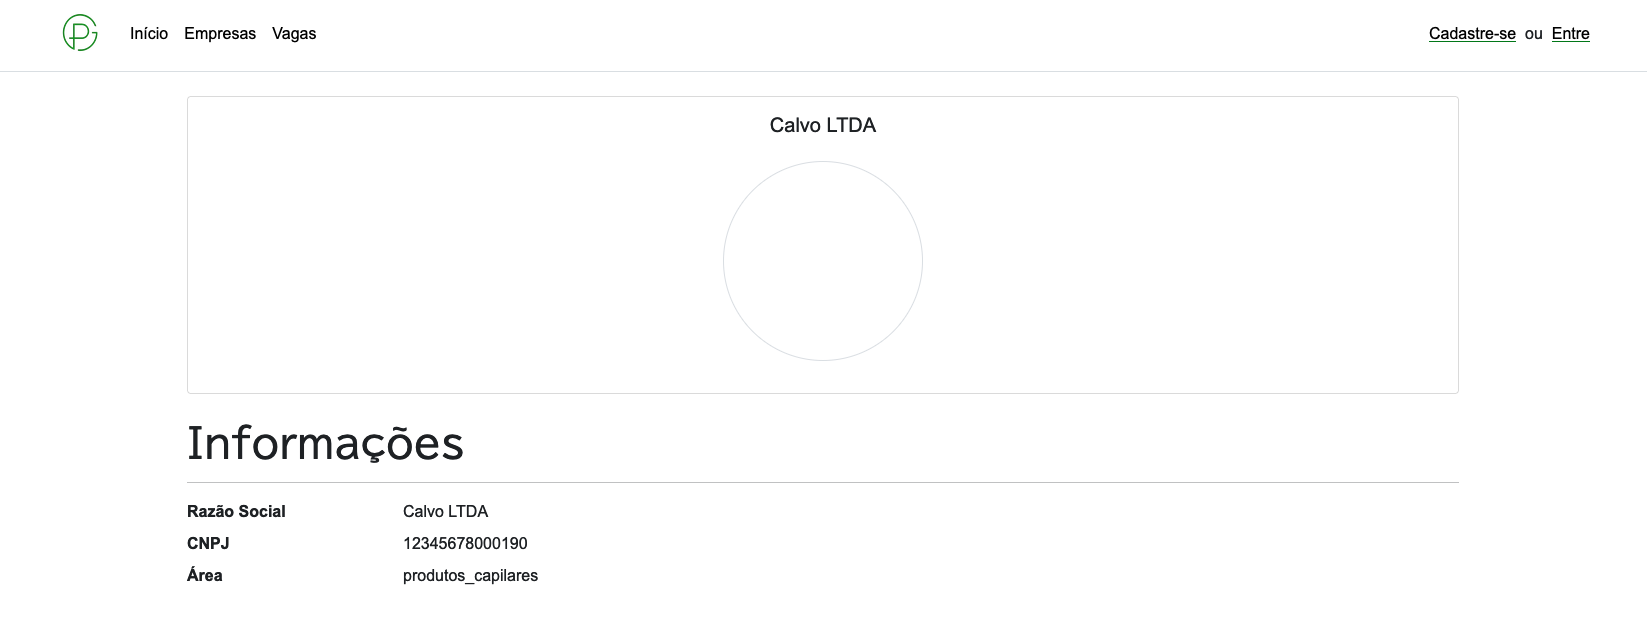 Início Empresas Vagas Cadastre-se ou Entre
Calvo LTDA
Informações
Razão Social Calvo LTDA
CNPJ 12345678000190
Área produtos_capilares